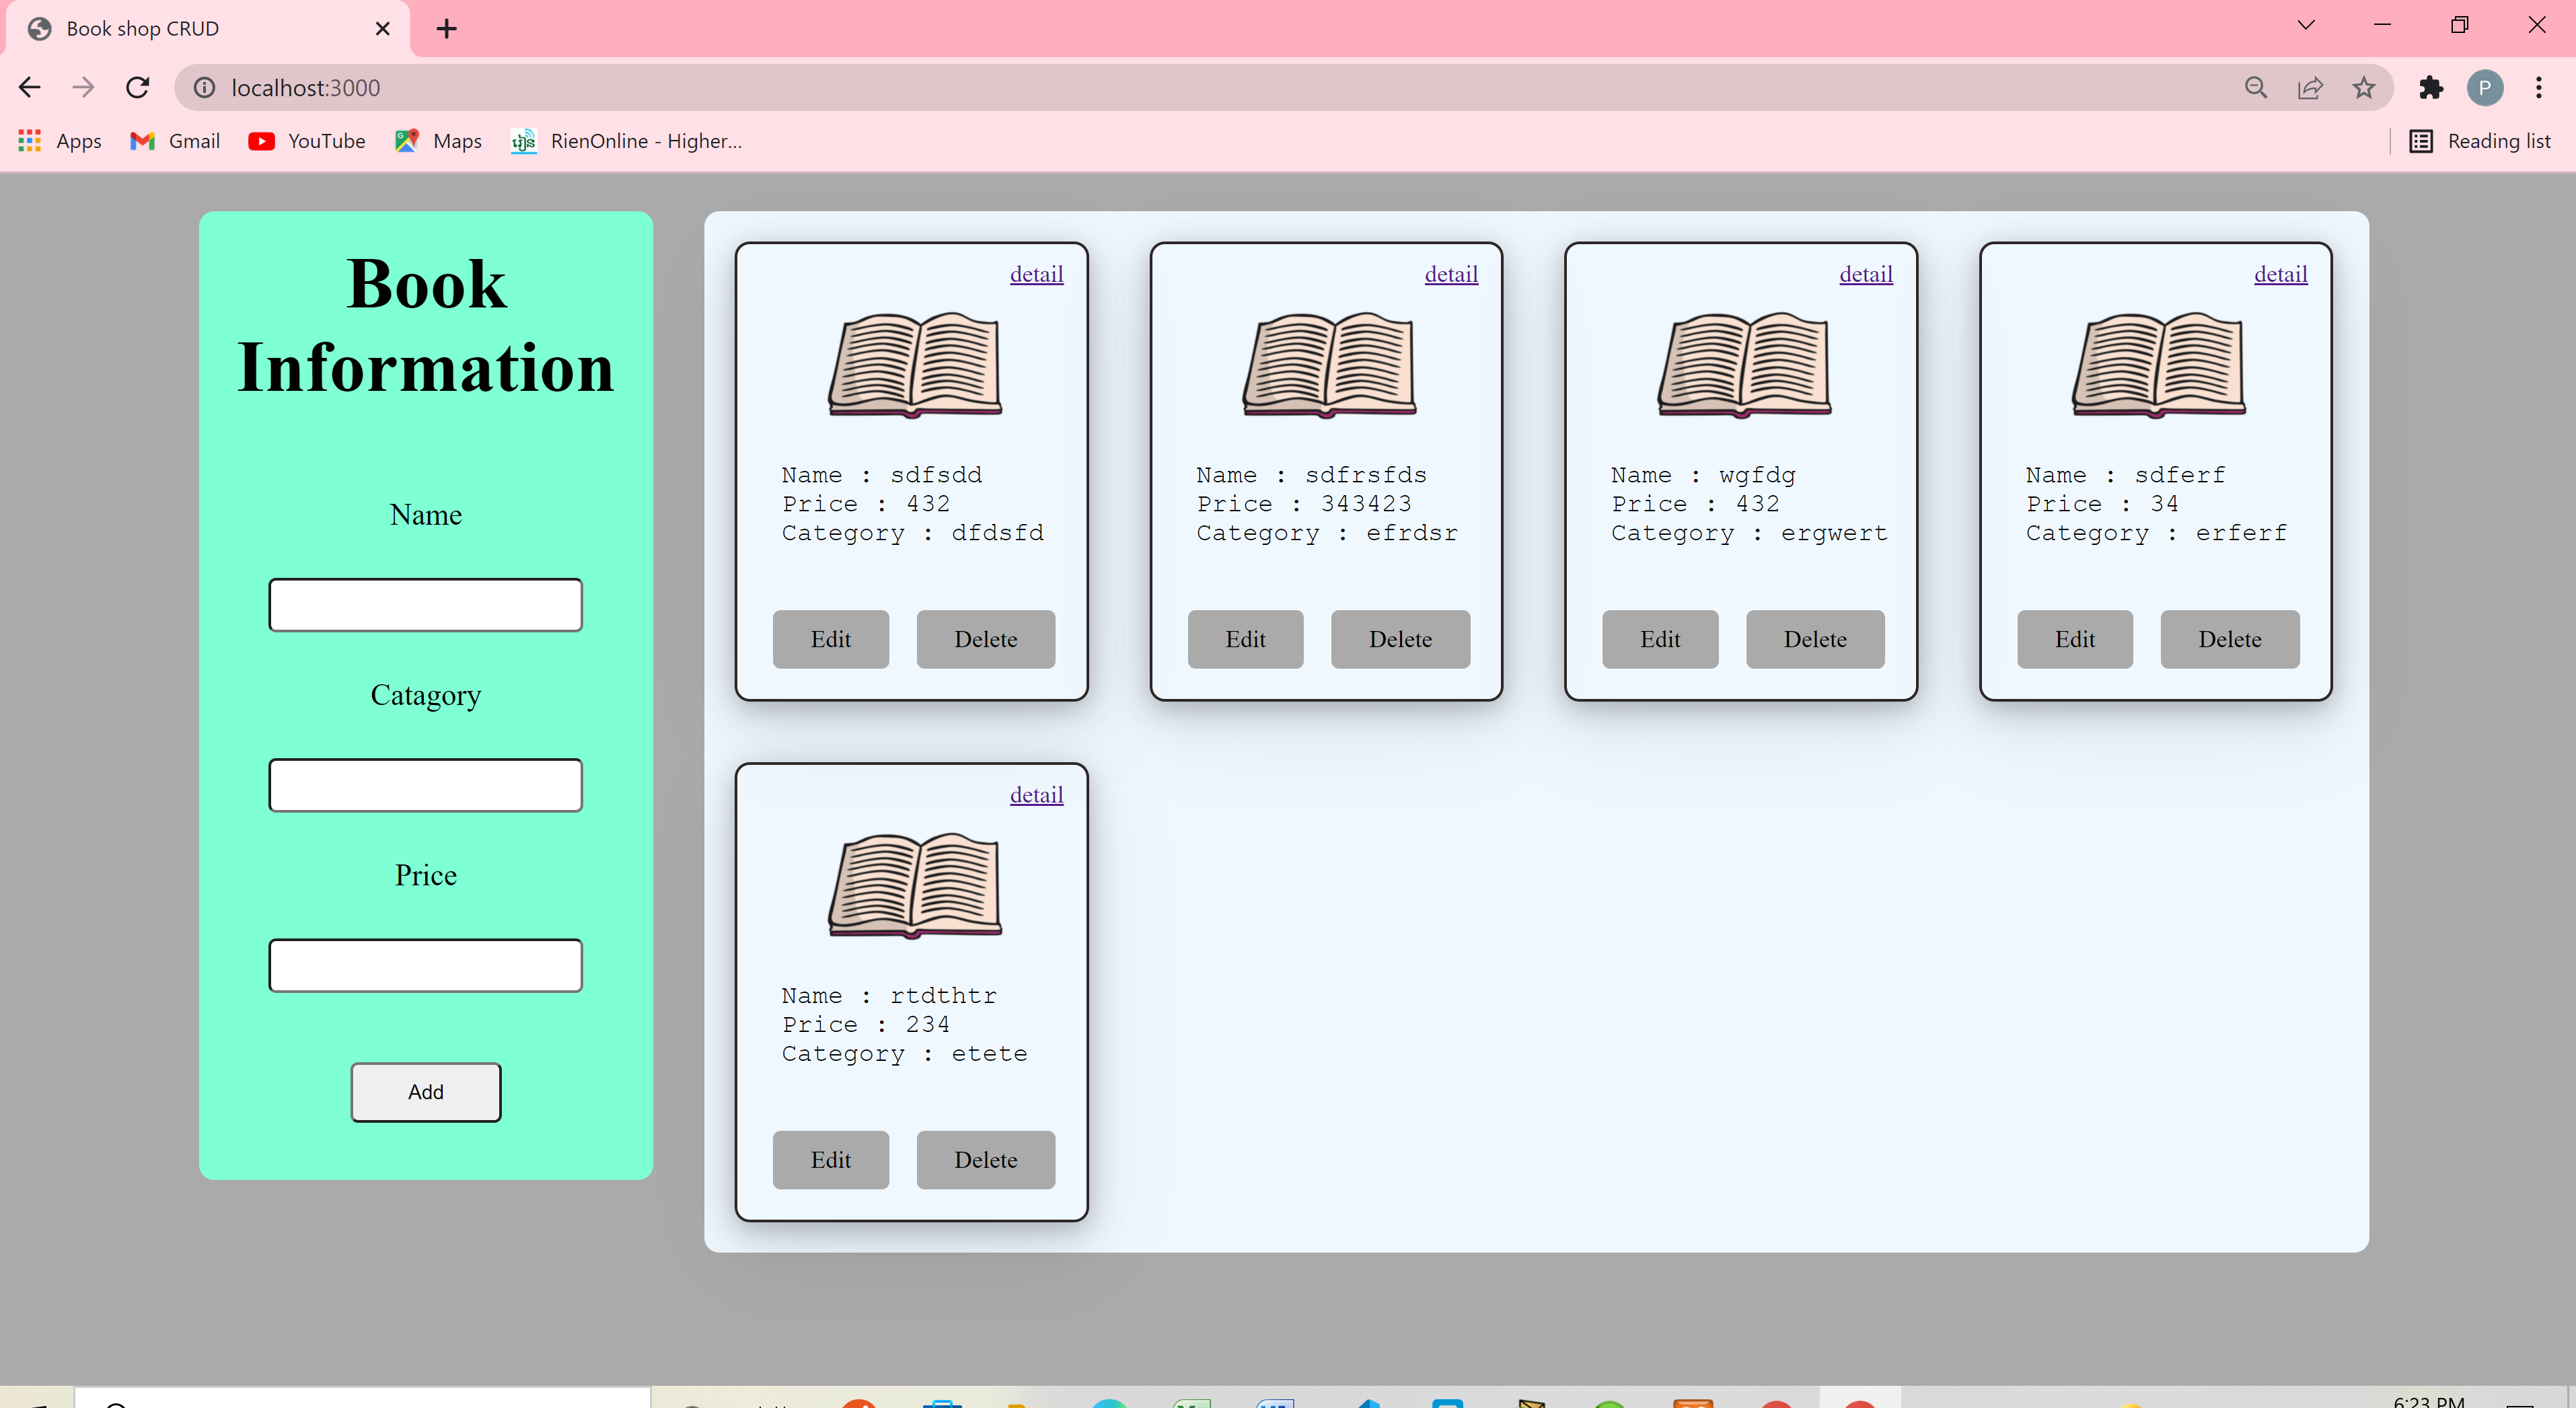 Book shop CRUD
localhost:3000
P
Apps
Gmail
YouTube
Maps
រៀន
RienOnline - Higher...
Reading list
Book
Information
Name
Catagory
Price
Add
detail
Name : sdfsdd
Price : 432
Category : dfdsfd
Edit
Delete
detail
Name : sdfrsfds
Price : 343423
Category : efrdsr
Edit
Delete
detail
Name : wgfdg
Price : 432
Category : ergwert
Edit
Delete
detail
Name : sdferf
Price : 34
Category : erferf
Edit
Delete
detail
Name : rtdthtr
Price : 234
Category : etete
Edit
Delete
6:23 PM